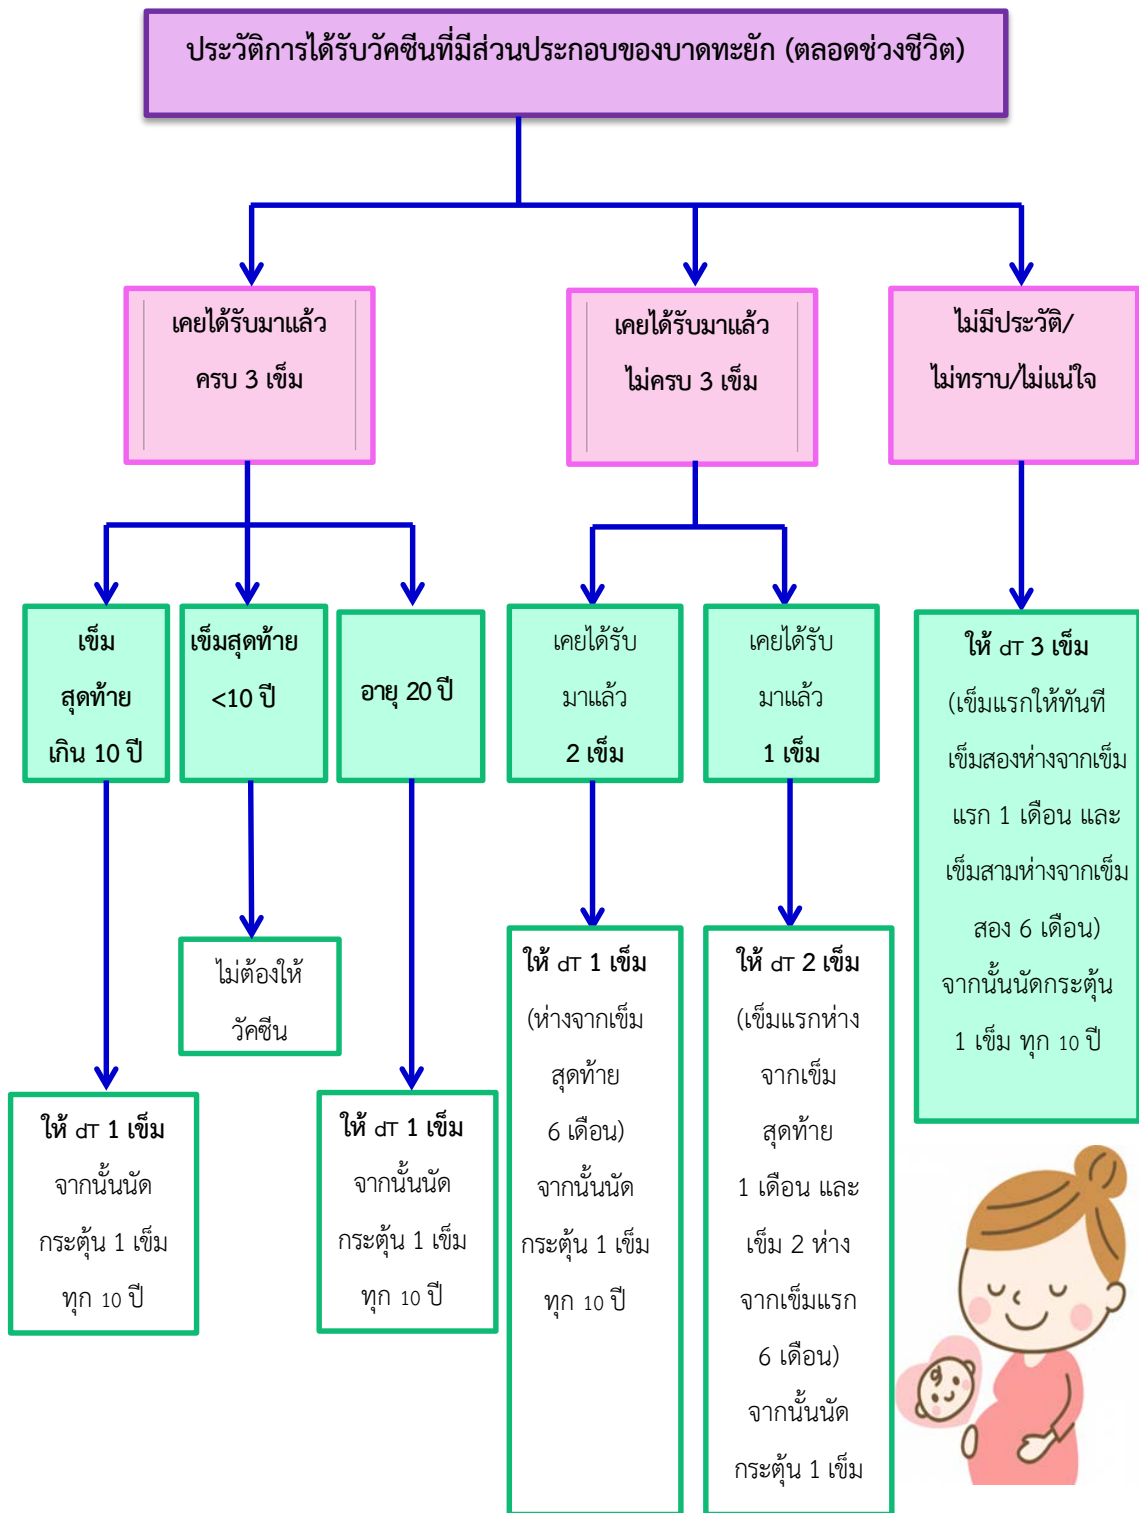 ประวัติการได้รับวัคซีนที่มีส่วนประกอบของบาดทะยัก (ตลอดช่วงชีวิต)
เคยได้รับมาแล้ว
ครบ 3 เข็ม
เคยได้รับมาแล้ว
ไม่ครบ 3 เข็ม
ไม่มีประวัติ/
ไม่ทราบ/ไม่แน่ใจ
เข็ม
สุดท้าย
เกิน 10 ปี
เข็มสุดท้าย
<10 ปี
อายุ 20 ปี
เคยได้รับ
มาแล้ว
2 เข็ม
เคยได้รับ
มาแล้ว
1 เข็ม
ให้ dT 3 เข็ม
(เข็มแรกให้ทันที
เข็มสองห่างจากเข็ม
แรก 1 เดือน และ
เข็มสามห่างจากเข็ม
สอง 6 เดือน)
จากนั้นนัดกระตุ้น
1 เข็ม ทุก 10 ปี
ไม่ต้องให้
วัคซีน
ให้ dT 1 เข็ม
จากนั้นนัด
กระตุ้น 1 เข็ม
ทุก 10 ปี
ให้ dT 1 เข็ม
จากนั้นนัด
กระตุ้น 1 เข็ม
ทุก 10 ปี
ให้ dT 1 เข็ม
(ห่างจากเข็ม
สุดท้าย
6 เดือน)
จากนั้นนัด
กระตุ้น 1 เข็ม
ทุก 10 ปี
ให้ dT 2 เข็ม
(เข็มแรกห่าง
จากเข็ม
สุดท้าย
1 เดือน และ
เข็ม 2 ห่าง
จากเข็มแรก
6 เดือน)
จากนั้นนัด
กระตุ้น 1 เข็ม